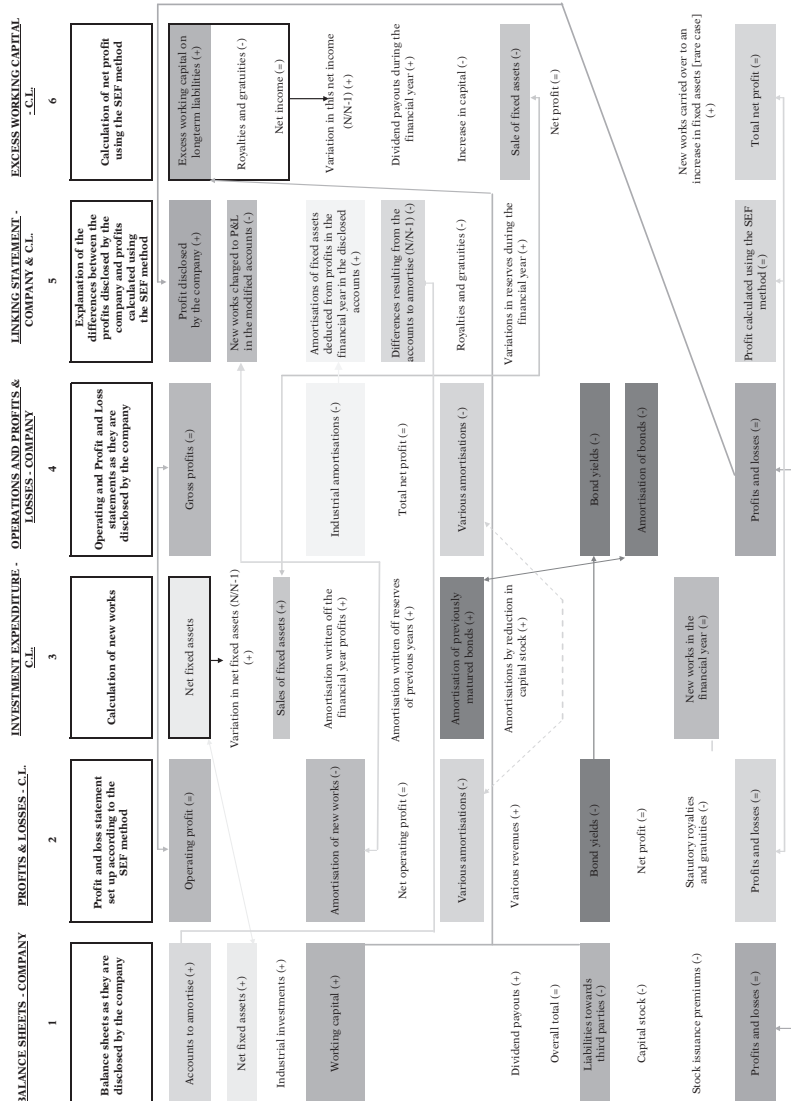 BALANCE SHEETS - COMPANY
1
Balance sheets as they are
disclosed by the company
Accounts to amortise (+)
Net fixed assets (+)
Industrial investments (+)
Working capital (+)
Dividend payouts (+)
Overall total (=)
Liabilities towards
third parties (-)
Capital stock (-)
Stock issuance premiums (-)
Profits and losses (=)
PROFITS & LOSSES - C.L.
2
Profit and loss statement
set up according to the
SEF method
Operating profit (=)
Amortisation of new works (-)
Net operating profit (=)
Various amortisations (-)
Various revenues (+)
Bond yields (-)
Net profit (=)
Statutory royalties
and gratuities (-)
Profits and losses (=)
INVESTMENT EXPENDITURE -
C.L.
3
Calculation of new works
Net fixed assets
Variation in net fixed assets (N/N-1)
(+)
Sales of fixed assets (+)
Amortisation written off the
financial year profits (+)
Amortisation written off reserves
of previous years (+)
Amortisation of previously
matured bonds (+)
Amortisations by reduction in
capital stock (+)
New works in the
financial year (=)
OPERATIONS AND PROFITS &
LOSSES - COMPANY
4
Operating and Profit and Loss
statements as they are
disclosed by the company
Gross profits (=)
Industrial amortisations (-)
Total net profit (=)
Various amortisations (-)
Bond yields (-)
Amortisation of bonds (-)
Profits and losses (=)
LINKING STATEMENT -
COMPANY & C.L.
5
Explanation of the
differences between the
profits disclosed by the
company and profits
calculated using
the SEF method
Profit disclosed
by the company (+)
New works charged to P&L
in the modified accounts (-)
Amortisations of fixed assets
deducted from profits in the
financial year in the disclosed
accounts (+)
Differences resulting from the
accounts to amortise (N/N-1) (-)
Royalties and gratuities (-)
Variations in reserves during the
financial year (+)
Profit calculated using the SEF
method (=)
EXCESS WORKING CAPITAL
- C.L.
6
Calculation of net profit
using the SEF method
Excess working capital on
longterm liabilities (+)
Royalties and gratuities (-)
Net income (=)
Variation in this net income
(N/N-1) (+)
Dividend payouts during the
financial year (+)
Increase in capital (-)
Sale of fixed assets (-)
Net profit (=)
New works carried over to an
increase in fixed assets [rare case]
(+)
Total net profit (=)